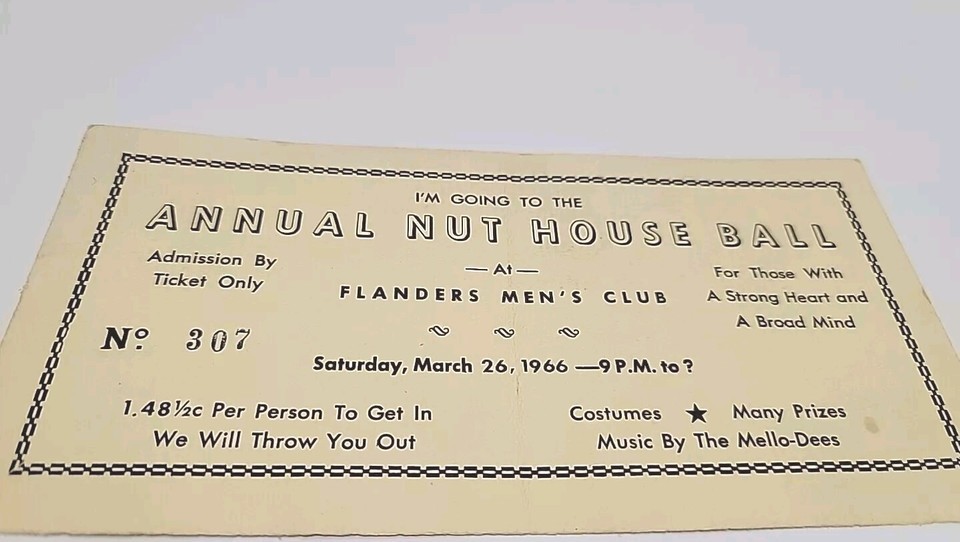 I'M GOING TO THE
ANNUAL NUT HOUSE BALL
— At —
FLANDERS MEN'S CLUB
Admission By
Ticket Only
For Those With
A Strong Heart and
A Broad Mind
Nº 307
Saturday, March 26, 1966 —9 P.M. to ?
1.48½c Per Person To Get In
We Will Throw You Out
Costumes ★ Many Prizes
Music By The Mello-Dees